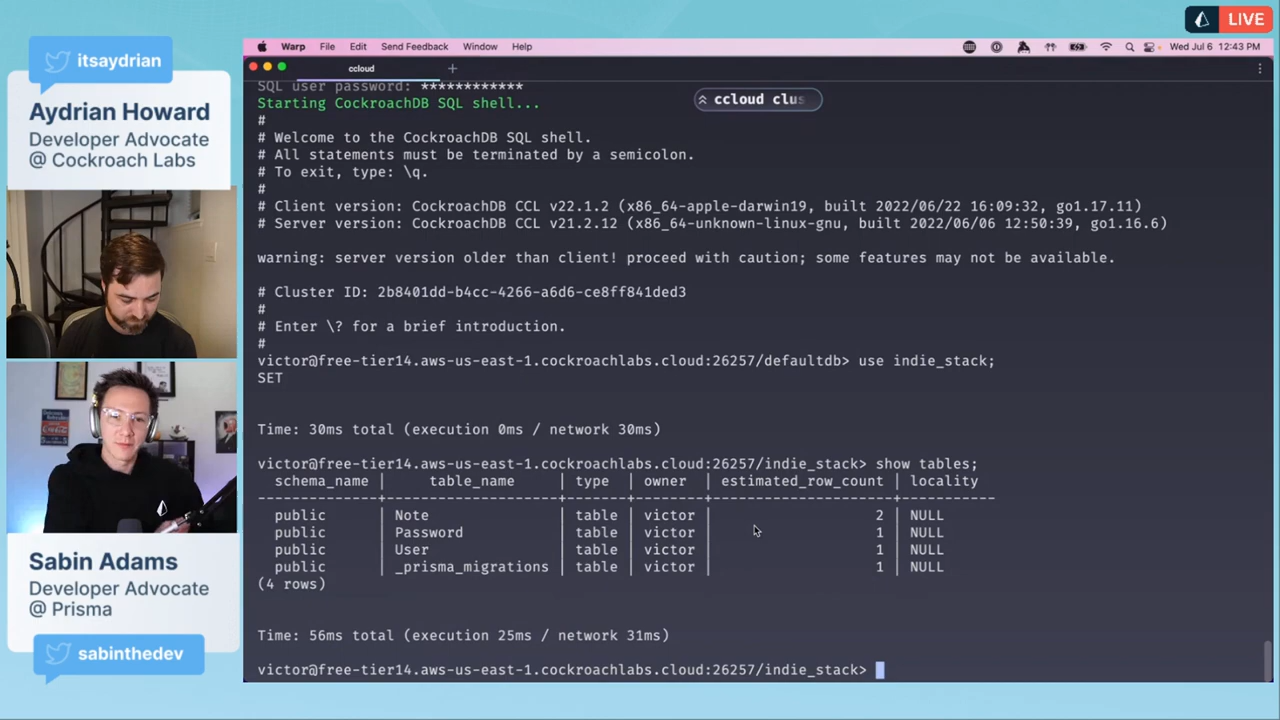 LIVE
itsaydrian
Aydrian Howard
Developer Advocate
@ Cockroach Labs
Sabin Adams
Developer Advocate
@ Prisma
sabinthedev
Warp File Edit Send Feedback Window Help
Wed Jul 6 12:43 PM
ccloud
SQL user password: ************
ccloud clus
Starting CockroachDB SQL shell...
#
# Welcome to the CockroachDB SQL shell.
# All statements must be terminated by a semicolon.
# To exit, type: \q.
#
# Client version: CockroachDB CCL v22.1.2 (x86_64-apple-darwin19, built 2022/06/22 16:09:32, go1.17.11)
# Server version: CockroachDB CCL v21.2.12 (x86_64-unknown-linux-gnu, built 2022/06/06 12:50:39, go1.16.6)
warning: server version older than client! proceed with caution; some features may not be available.
# Cluster ID: 2b8401dd-b4cc-4266-a6d6-ce8ff841ded3
#
# Enter \? for a brief introduction.
#
victor@free-tier14.aws-us-east-1.cockroachlabs.cloud:26257/defaultdb> use indie_stack;
SET
Time: 30ms total (execution 0ms / network 30ms)
victor@free-tier14.aws-us-east-1.cockroachlabs.cloud:26257/indie_stack> show tables;
schema_name | table_name | type | owner | estimated_row_count | locality
public | Note | table | victor | 2 | NULL
public | Password | table | victor | 1 | NULL
public | User | table | victor | 1 | NULL
public | _prisma_migrations | table | victor | 1 | NULL
(4 rows)
Time: 56ms total (execution 25ms / network 31ms)
victor@free-tier14.aws-us-east-1.cockroachlabs.cloud:26257/indie_stack>